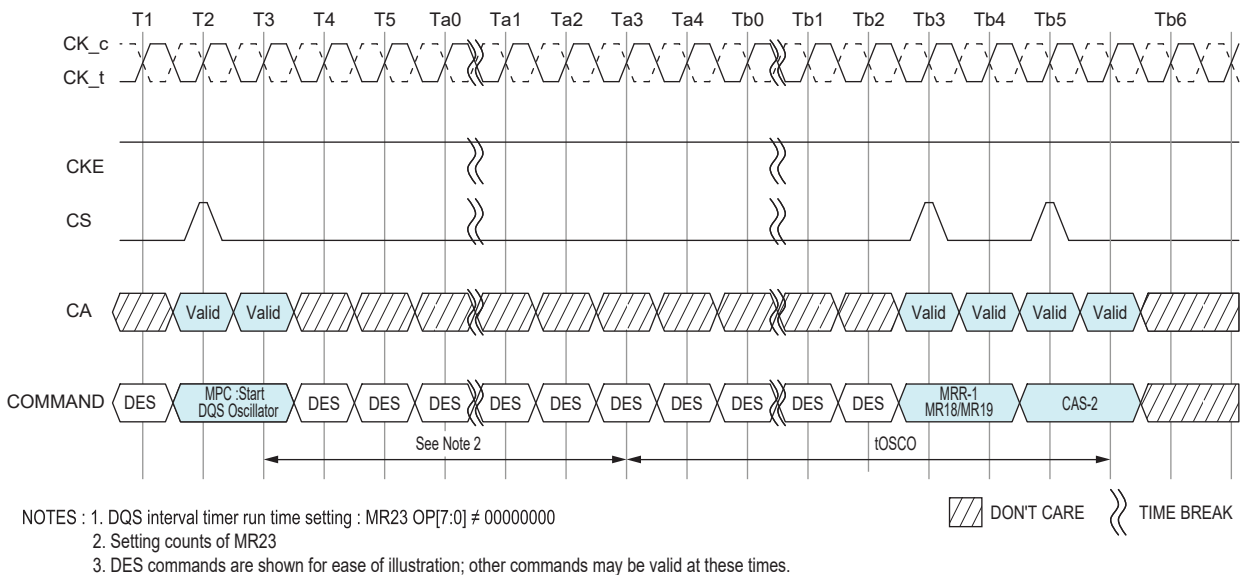 T1 T2 T3 T4 T5 Ta0 Ta1 Ta2 Ta3 Ta4 Tb0 Tb1 Tb2 Tb3 Tb4 Tb5 Tb6
CK_c
CK_t
CKE
CS
CA Valid Valid Valid Valid Valid Valid
COMMAND DES MPC :Start DES DES DES DES DES DES DES DES DES DES MRR-1 CAS-2
DQS Oscillator MR18/MR19
See Note 2 tOSCO
NOTES : 1. DQS interval timer run time setting : MR23 OP[7:0] ≠ 00000000
2. Setting counts of MR23
3. DES commands are shown for ease of illustration; other commands may be valid at these times.
DON'T CARE TIME BREAK